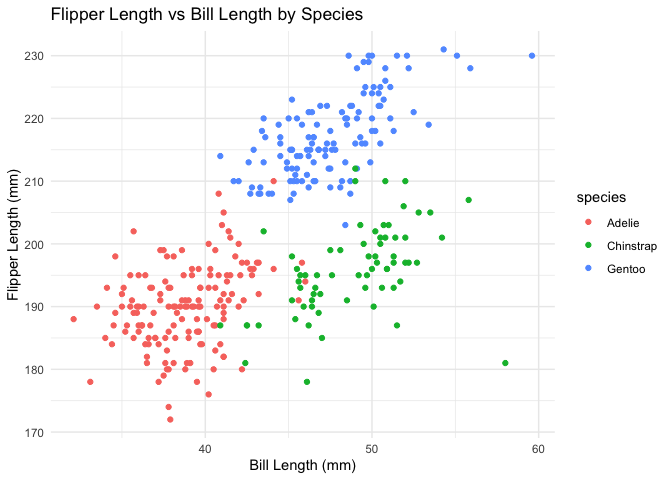 Flipper Length vs Bill Length by Species
230
220
210
200
190
180
170
Flipper Length (mm)
40
50
60
Bill Length (mm)
species
Adelie
Chinstrap
Gentoo